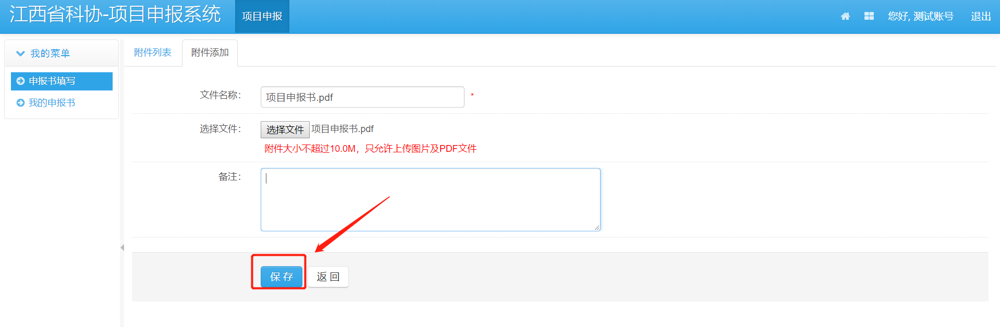 江西省科协-项目申报系统 项目申报 您好, 测试账号 退出
我的菜单
申报书填写
我的申报书
附件列表 附件添加
文件名称： 项目申报书.pdf *
选择文件： 选择文件 项目申报书.pdf
附件大小不超过10.0M，只允许上传图片及PDF文件
备注：
保 存 返 回